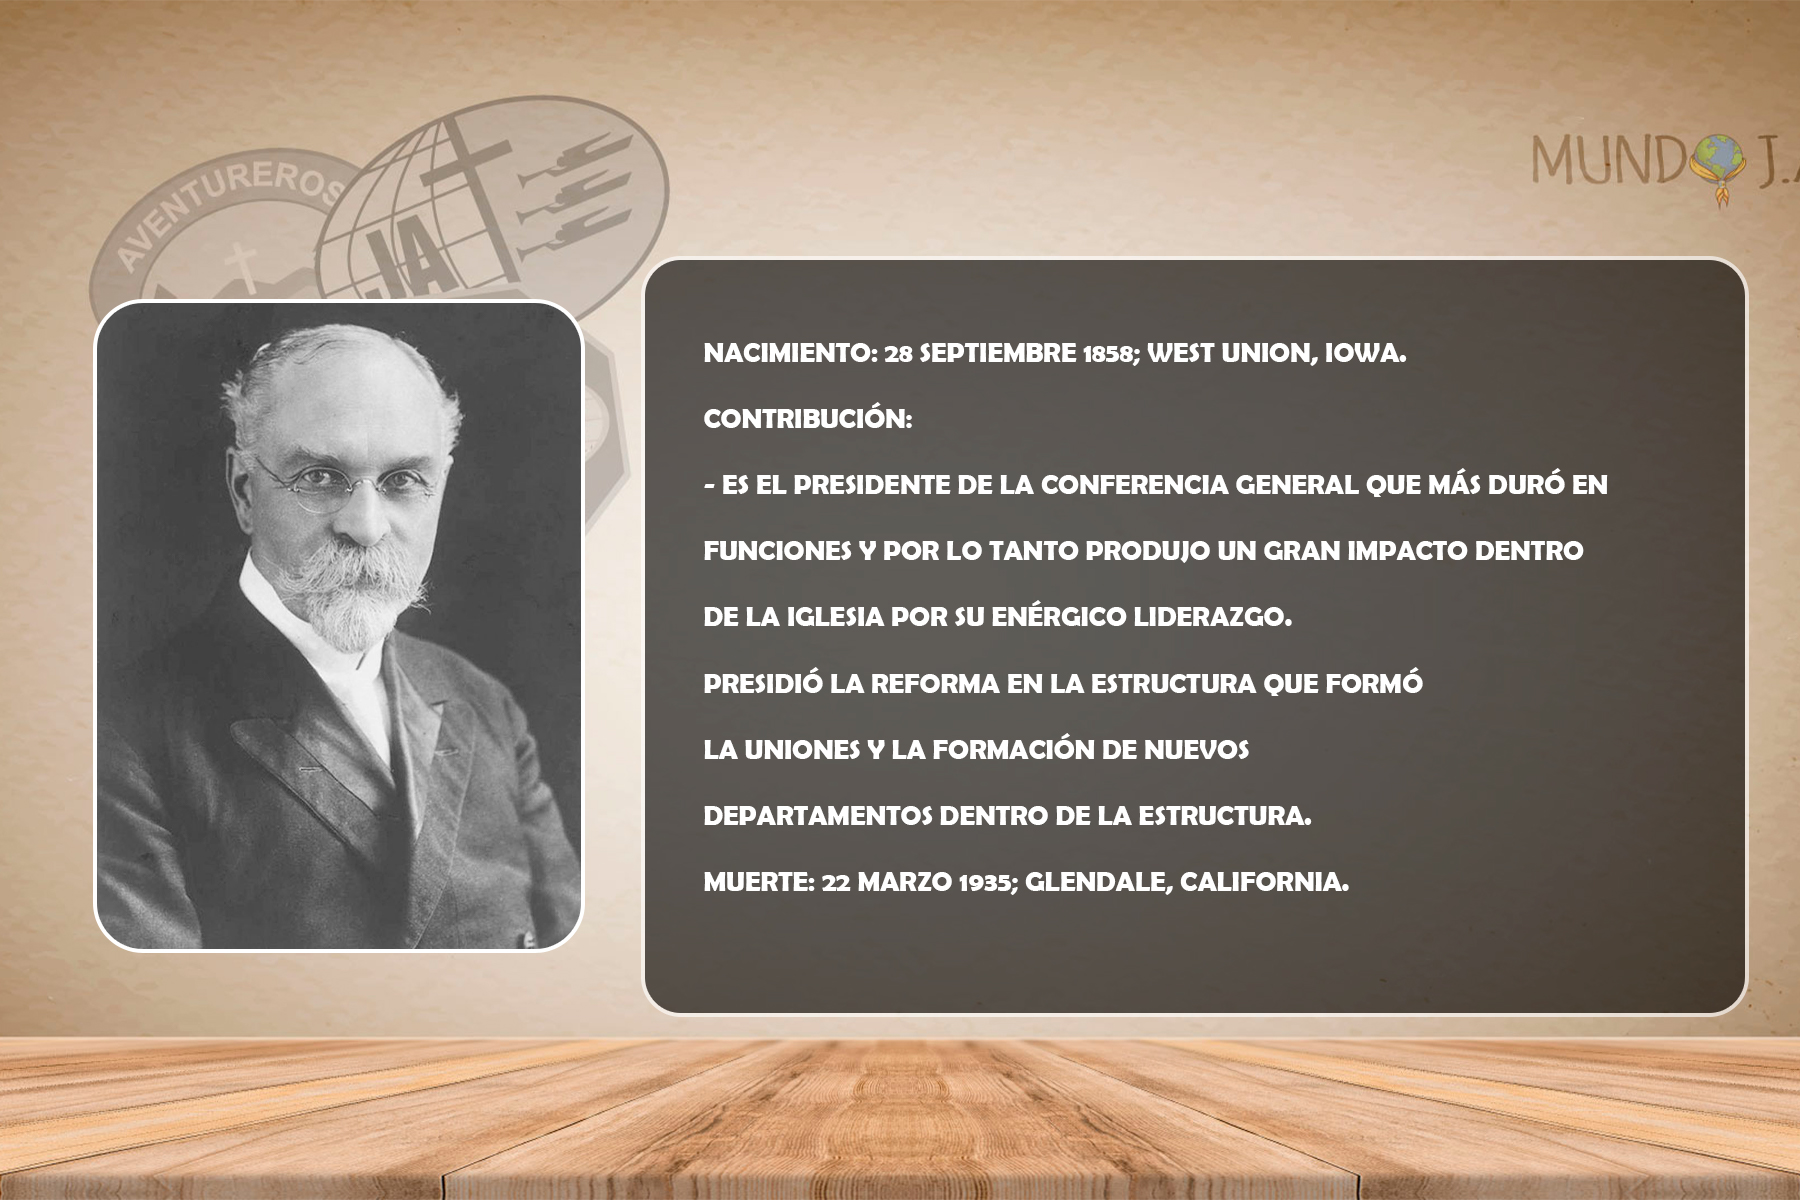 AVENTUREROS
JA
MUNDO J.A
NACIMIENTO: 28 SEPTIEMBRE 1858; WEST UNION, IOWA.
CONTRIBUCIÓN:
- ES EL PRESIDENTE DE LA CONFERENCIA GENERAL QUE MÁS DURÓ EN
FUNCIONES Y POR LO TANTO PRODUJO UN GRAN IMPACTO DENTRO
DE LA IGLESIA POR SU ENÉRGICO LIDERAZGO.
PRESIDIÓ LA REFORMA EN LA ESTRUCTURA QUE FORMÓ
LA UNIONES Y LA FORMACIÓN DE NUEVOS
DEPARTAMENTOS DENTRO DE LA ESTRUCTURA.
MUERTE: 22 MARZO 1935; GLENDALE, CALIFORNIA.